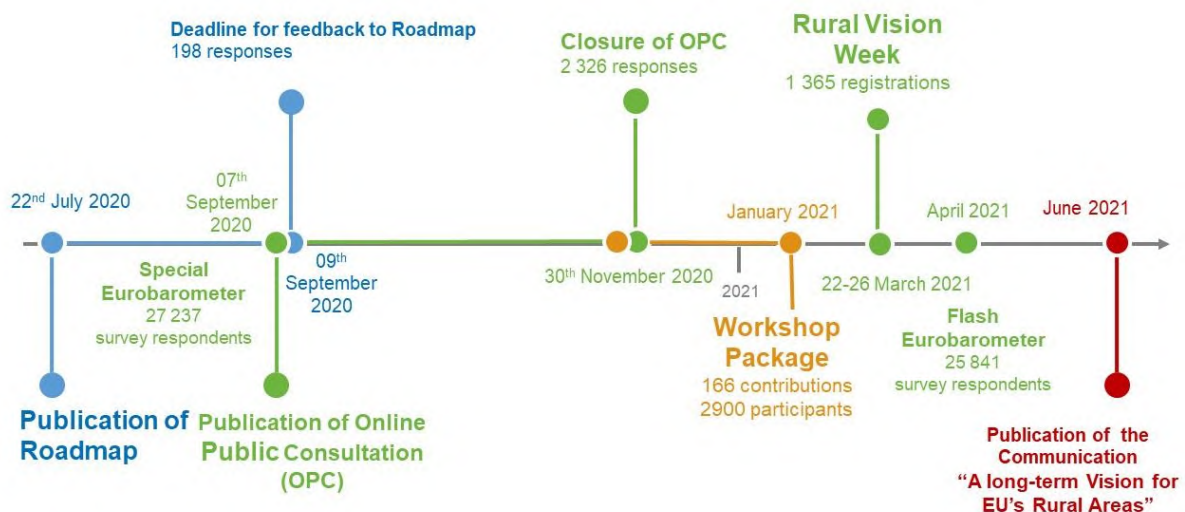 Deadline for feedback to Roadmap
198 responses
Closure of OPC
2 326 responses
Rural Vision
Week
1 365 registrations
22nd July 2020
07th
September
2020
January 2021
April 2021
June 2021
Special
Eurobarometer
27 237
survey respondents
09th
September
2020
30th November 2020
2021
22-26 March 2021
Workshop
Package
166 contributions
2900 participants
Flash
Eurobarometer
25 841
survey respondents
Publication of
Roadmap
Publication of Online
Public Consultation
(OPC)
Publication of the
Communication
“A long-term Vision for
EU’s Rural Areas”